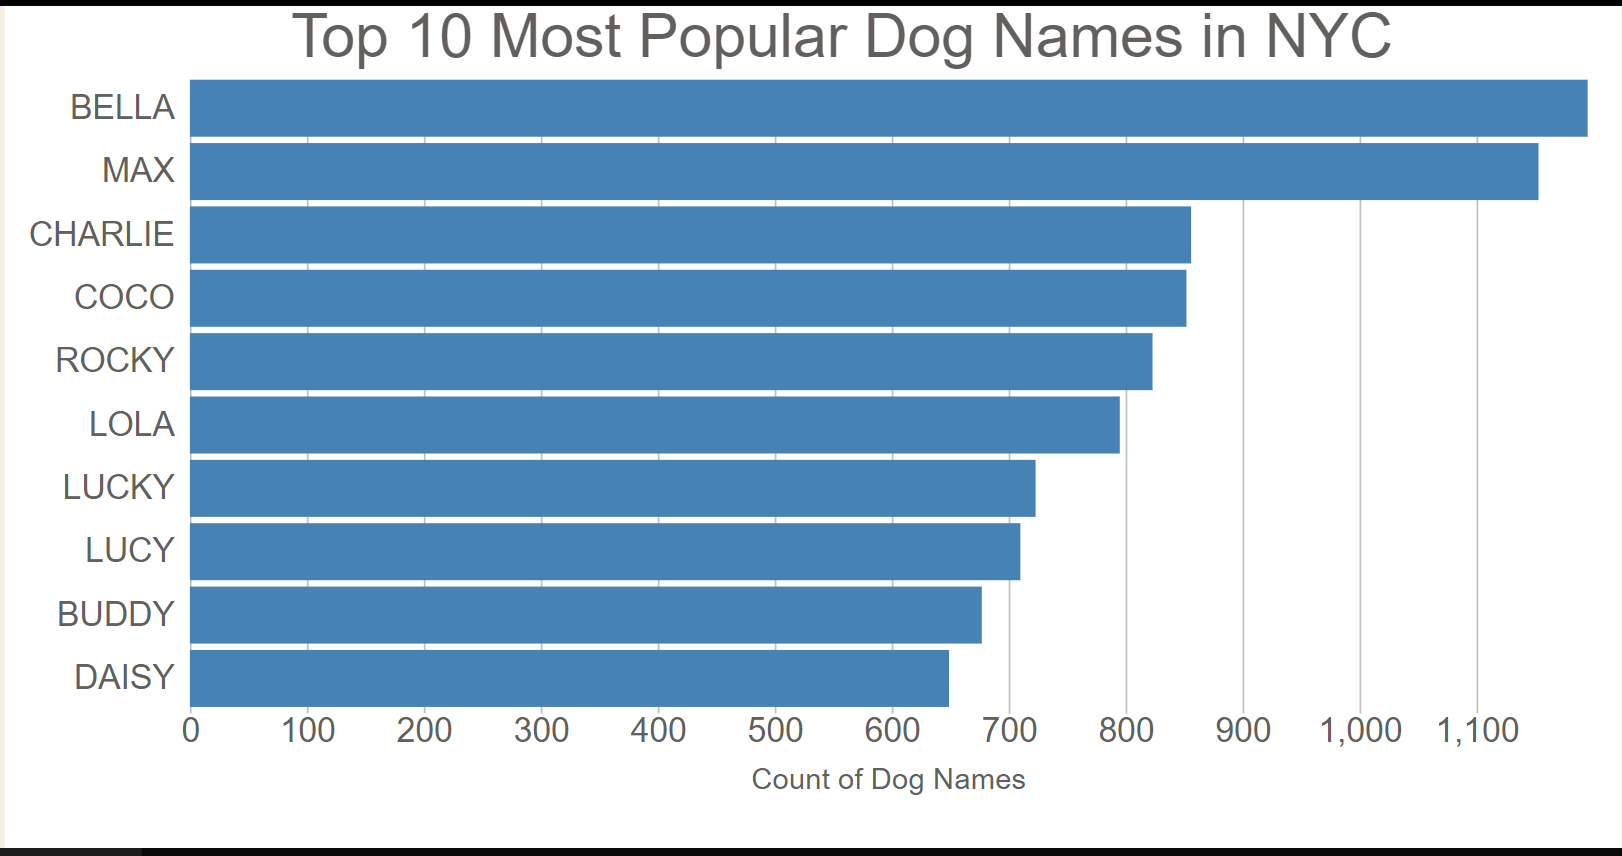 Top 10 Most Popular Dog Names in NYC
BELLA
MAX
CHARLIE
COCO
ROCKY
LOLA
LUCKY
LUCY
BUDDY
DAISY
0 100 200 300 400 500 600 700 800 900 1,000 1,100
Count of Dog Names